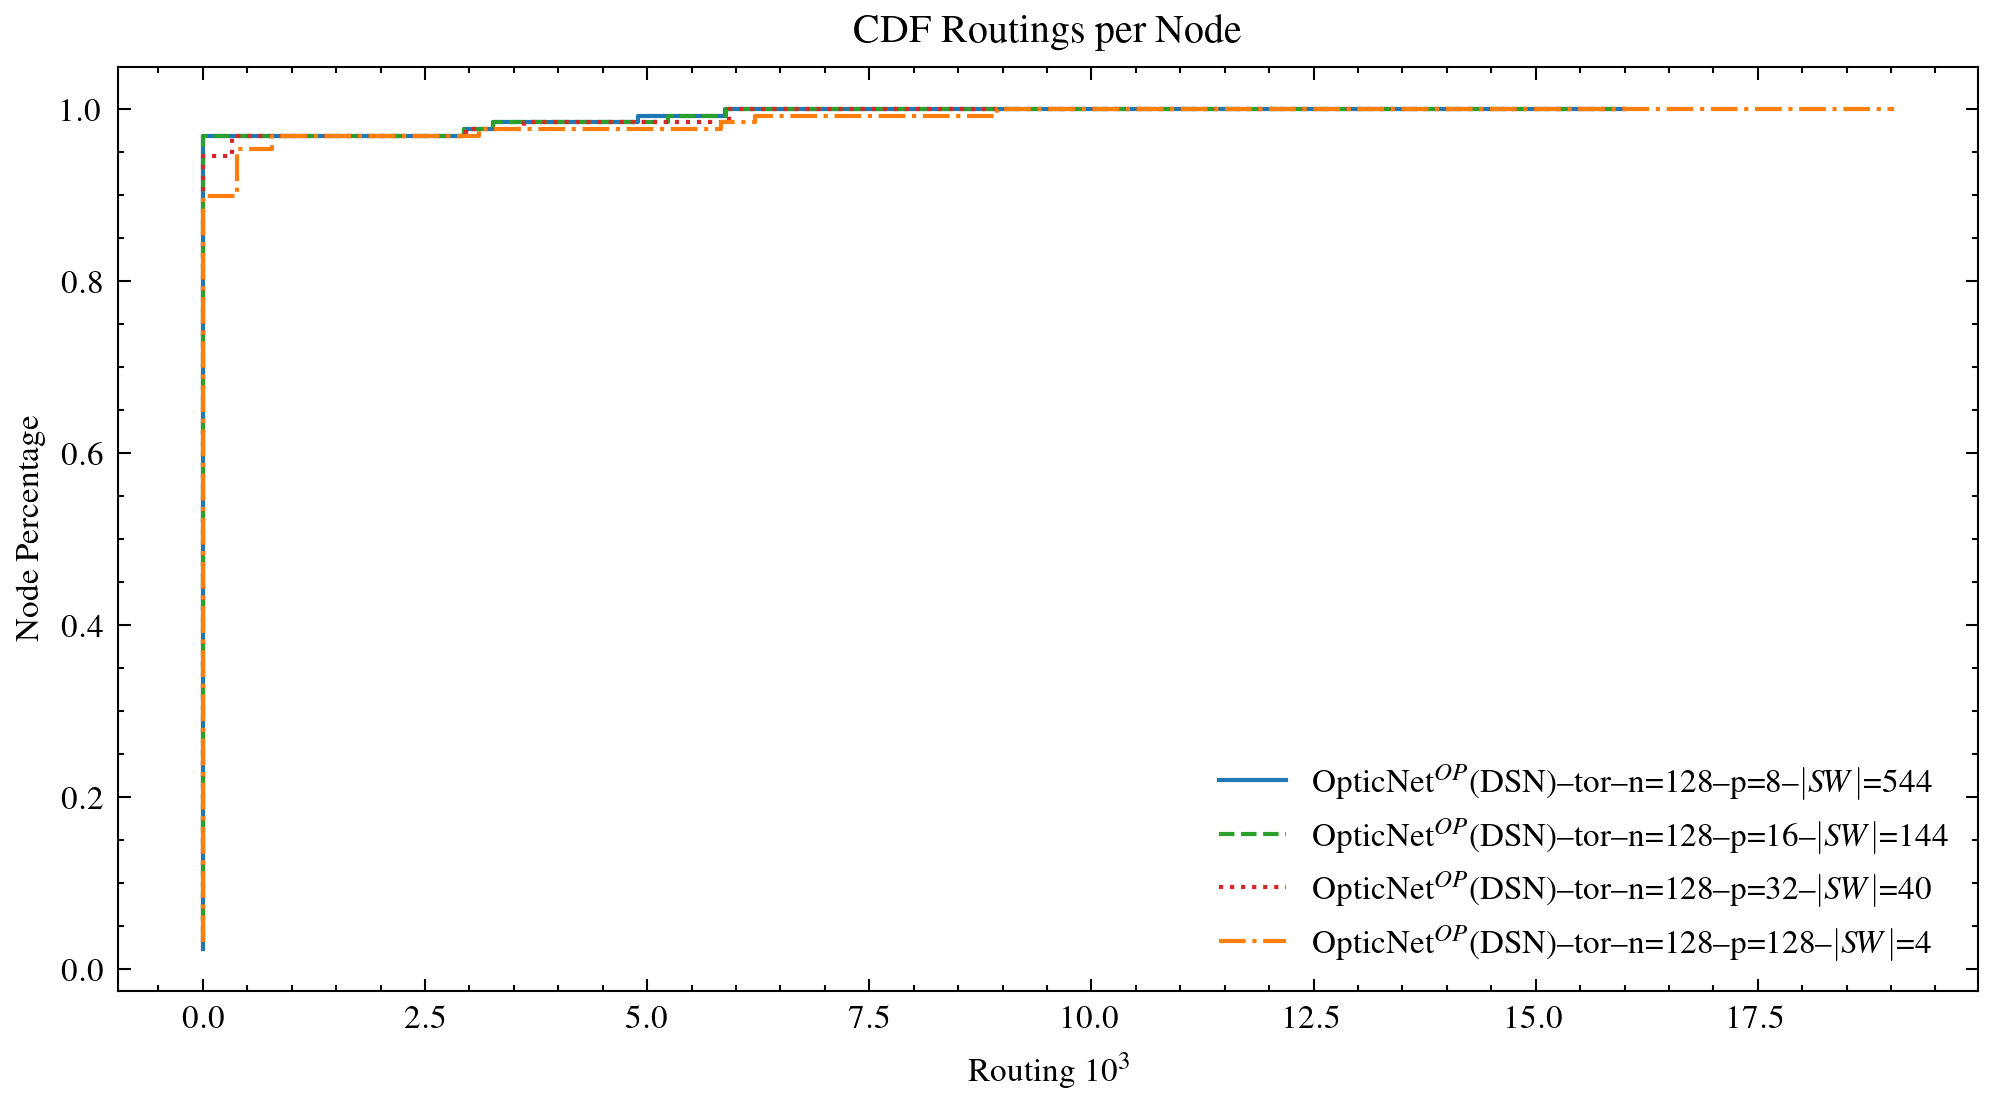 CDF Routings per Node
Node Percentage
1.0
0.8
0.6
0.4
0.2
0.0
OpticNet^{OP}(DSN)–tor–n=128–p=8–|SW|=544
OpticNet^{OP}(DSN)–tor–n=128–p=16–|SW|=144
OpticNet^{OP}(DSN)–tor–n=128–p=32–|SW|=40
OpticNet^{OP}(DSN)–tor–n=128–p=128–|SW|=4
0.0 2.5 5.0 7.5 10.0 12.5 15.0 17.5
Routing 10^3